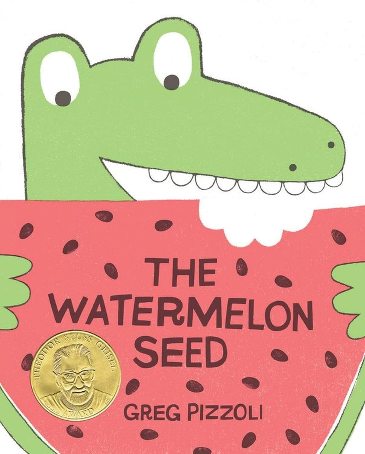 THE
WATERMELON
SEED
GREG PIZZOLI